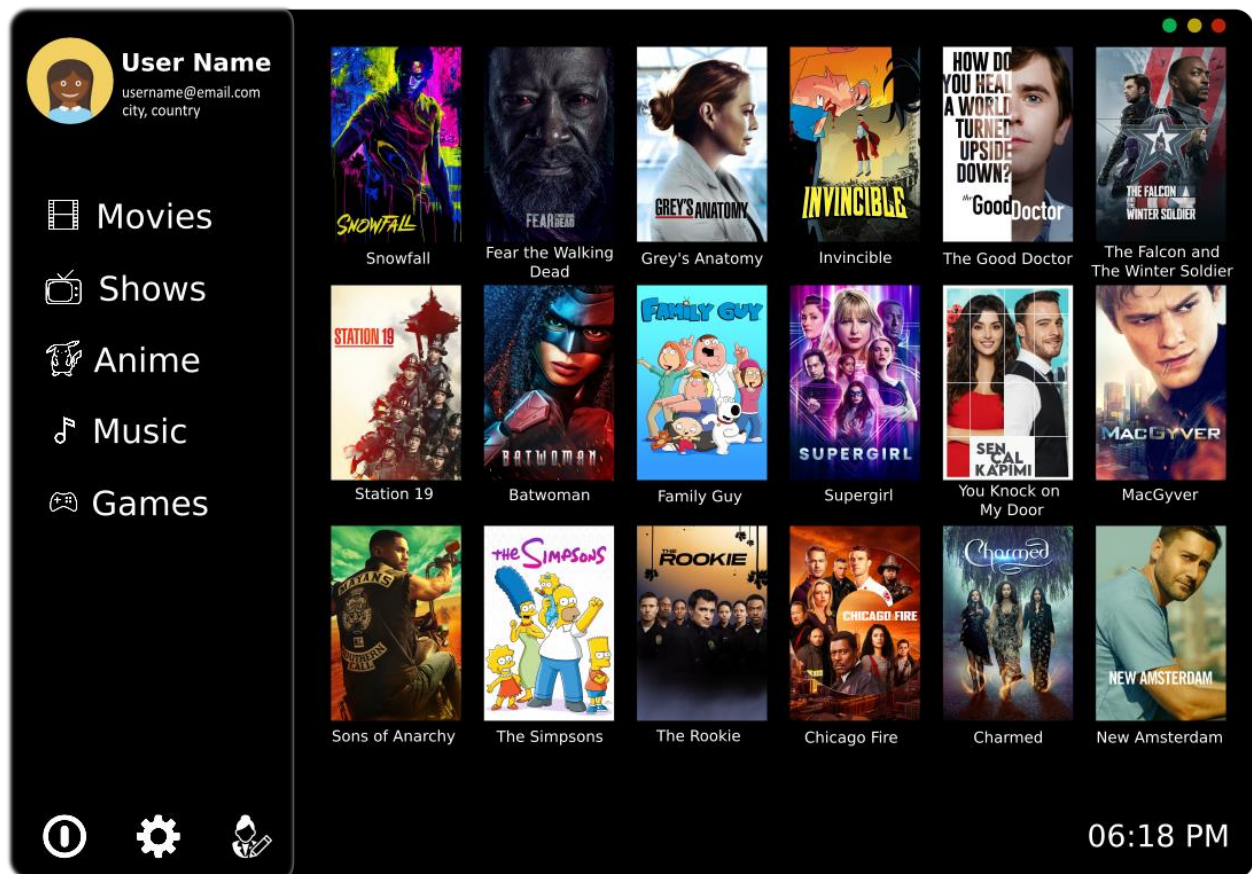 User Name
username@email.com
city, country
Movies
Shows
Anime
Music
Games
SNOWFALL
Snowfall
FEAR THE WALKING DEAD
Fear the Walking
Dead
GREY'S ANATOMY
Grey's Anatomy
INVINCIBLE
Invincible
HOW DO
YOU HEAL
A WORLD
TURNED
UPSIDE
DOWN?
the Good Doctor
The Good Doctor
THE FALCON
AND THE
WINTER SOLDIER
The Falcon and
The Winter Soldier
STATION 19
Station 19
BATWOMAN
Batwoman
FAMILY GUY
Family Guy
SUPERGIRL
Supergirl
SEN
ÇAL
KAPIMI
You Knock on
My Door
MACGYVER
MacGyver
MAYANS
SOUTHERN
CALI.
Sons of Anarchy
THE SIMPSONS
The Simpsons
THE
ROOKIE
The Rookie
CHICAGO FIRE
Chicago Fire
Charmed
Charmed
NEW AMSTERDAM
New Amsterdam
06:18 PM